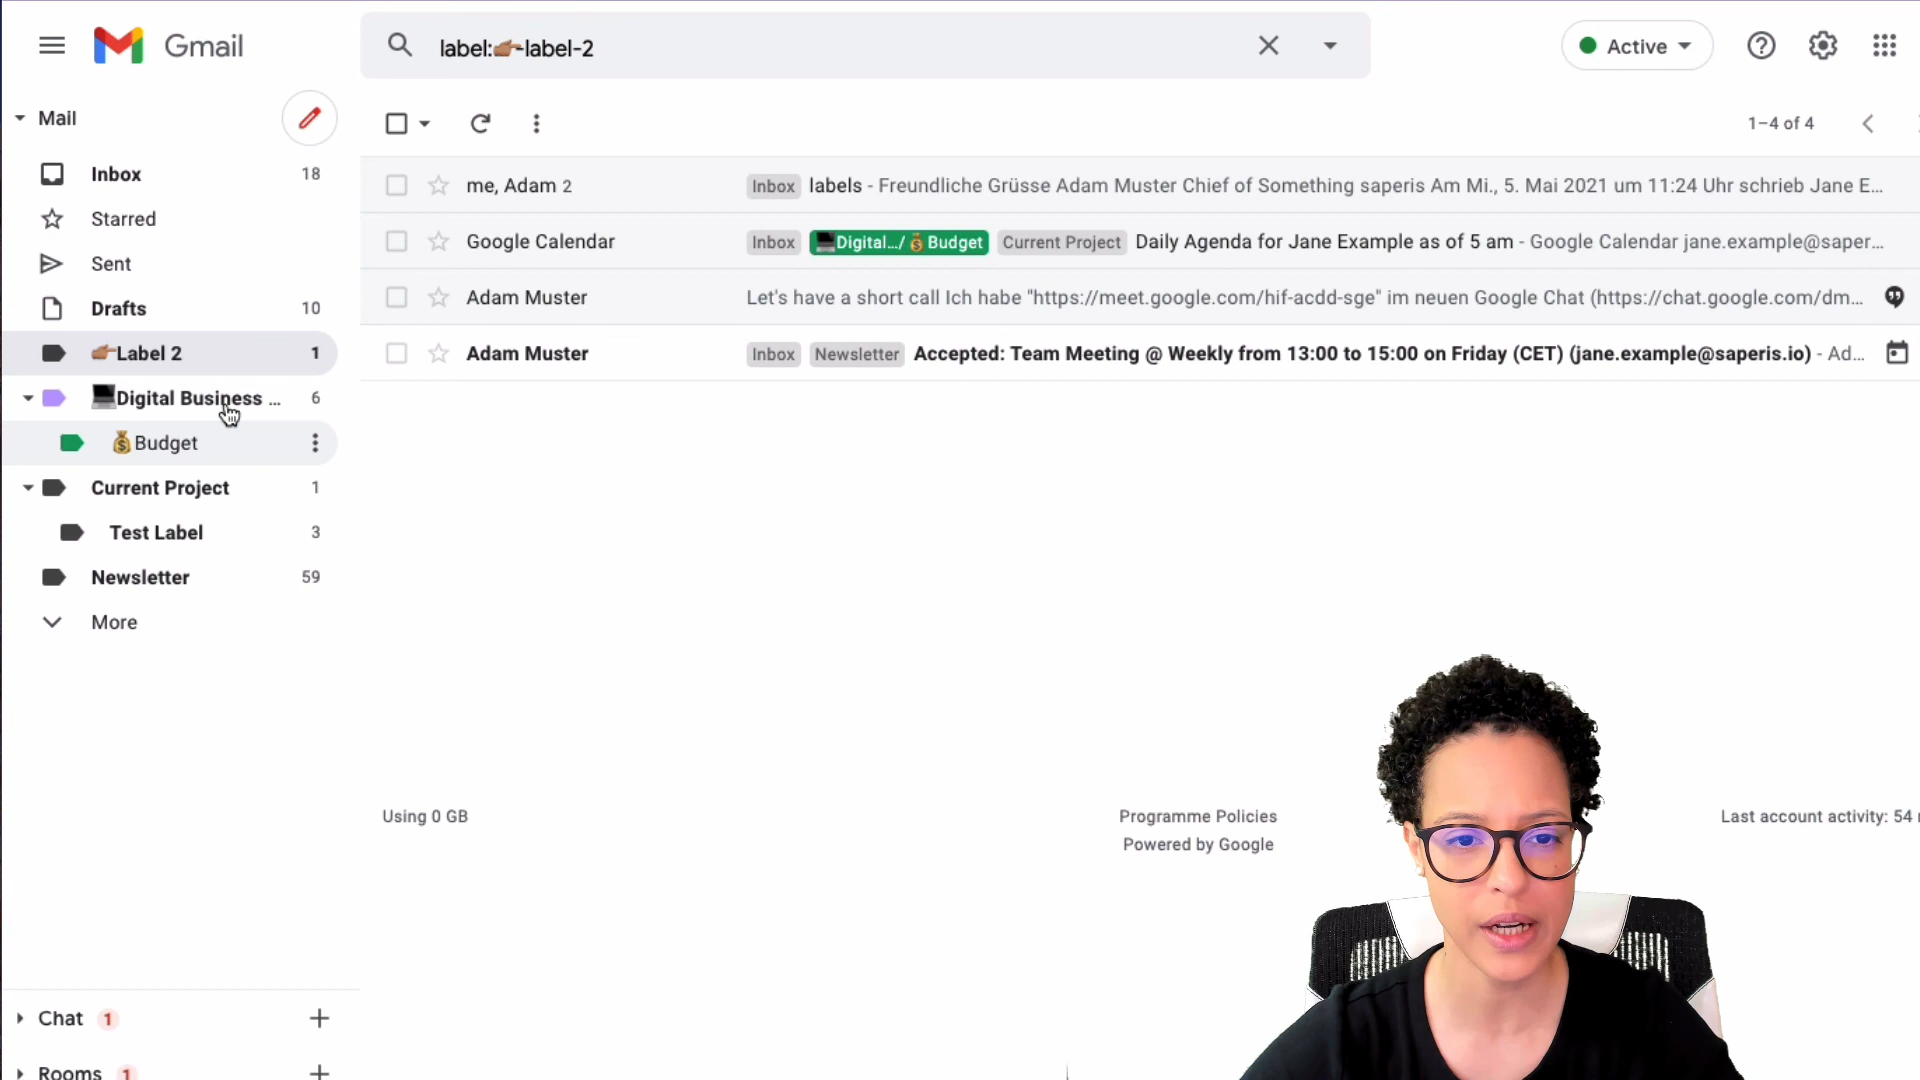 Gmail
label:👉🏽-label-2
Active
Mail
1–4 of 4
Inbox 18
Starred
Sent
Drafts 10
👉🏽Label 2 1
💻Digital Business ... 6
💰Budget
Current Project 1
Test Label 3
Newsletter 59
More
me, Adam 2 Inbox labels - Freundliche Grüsse Adam Muster Chief of Something saperis Am Mi., 5. Mai 2021 um 11:24 Uhr schrieb Jane E...
Google Calendar Inbox 💻Digital.../💰Budget Current Project Daily Agenda for Jane Example as of 5 am - Google Calendar jane.example@saper...
Adam Muster Let's have a short call Ich habe "https://meet.google.com/hif-acdd-sge" im neuen Google Chat (https://chat.google.com/dm...
Adam Muster Inbox Newsletter Accepted: Team Meeting @ Weekly from 13:00 to 15:00 on Friday (CET) (jane.example@saperis.io) - Ad...
Using 0 GB
Programme Policies
Powered by Google
Last account activity: 54
Chat 1
Rooms 1